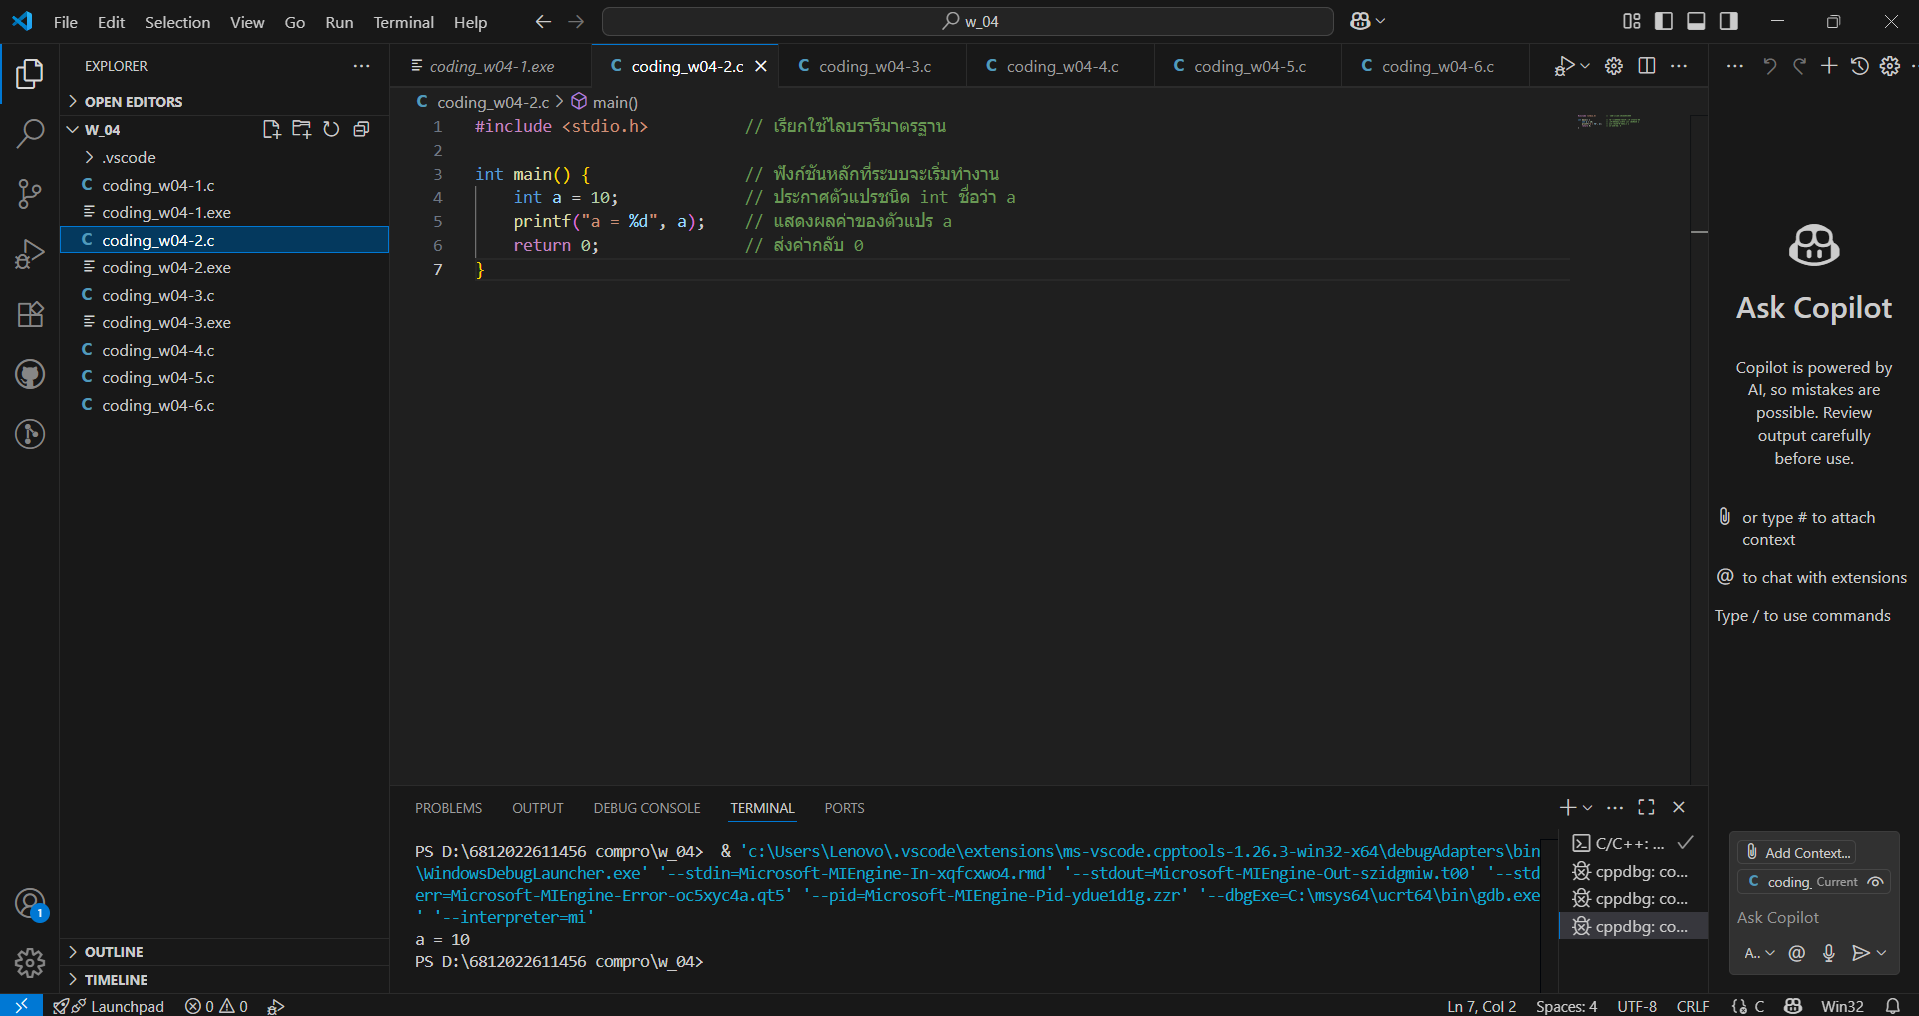 File Edit Selection View Go Run Terminal Help
w_04
EXPLORER
OPEN EDITORS
W_04
.vscode
coding_w04-1.c
coding_w04-1.exe
coding_w04-2.c
coding_w04-2.exe
coding_w04-3.c
coding_w04-3.exe
coding_w04-4.c
coding_w04-5.c
coding_w04-6.c
OUTLINE
TIMELINE
coding_w04-1.exe coding_w04-2.c coding_w04-3.c coding_w04-4.c coding_w04-5.c coding_w04-6.c
coding_w04-2.c > main()
1 #include <stdio.h> // เรียกใช้ไลบรารีมาตรฐาน
2
3 int main() { // ฟังก์ชันหลักที่ระบบจะเริ่มทำงาน
4 int a = 10; // ประกาศตัวแปรชนิด int ชื่อว่า a
5 printf("a = %d", a); // แสดงผลค่าของตัวแปร a
6 return 0; // ส่งค่ากลับ 0
7 }
PROBLEMS OUTPUT DEBUG CONSOLE TERMINAL PORTS
PS D:\6812022611456 compro\w_04> & 'c:\Users\Lenovo\.vscode\extensions\ms-vscode.cpptools-1.26.3-win32-x64\debugAdapters\bin
\WindowsDebugLauncher.exe' '--stdin=Microsoft-MIEngine-In-xqfcxwo4.rmd' '--stdout=Microsoft-MIEngine-Out-szidgmiw.t00' '--std
err=Microsoft-MIEngine-Error-oc5xyc4a.qt5' '--pid=Microsoft-MIEngine-Pid-ydue1d1g.zzr' '--dbgExe=C:\msys64\ucrt64\bin\gdb.exe
' '--interpreter=mi'
a = 10
PS D:\6812022611456 compro\w_04>
C/C++: ...
cppdbg: co...
cppdbg: co...
cppdbg: co...
Ask Copilot
Copilot is powered by
AI, so mistakes are
possible. Review
output carefully
before use.
or type # to attach
context
@ to chat with extensions
Type / to use commands
Add Context...
C coding. Current
Ask Copilot
A.. @
1
Launchpad 0 0 Ln 7, Col 2 Spaces: 4 UTF-8 CRLF {} C Win32